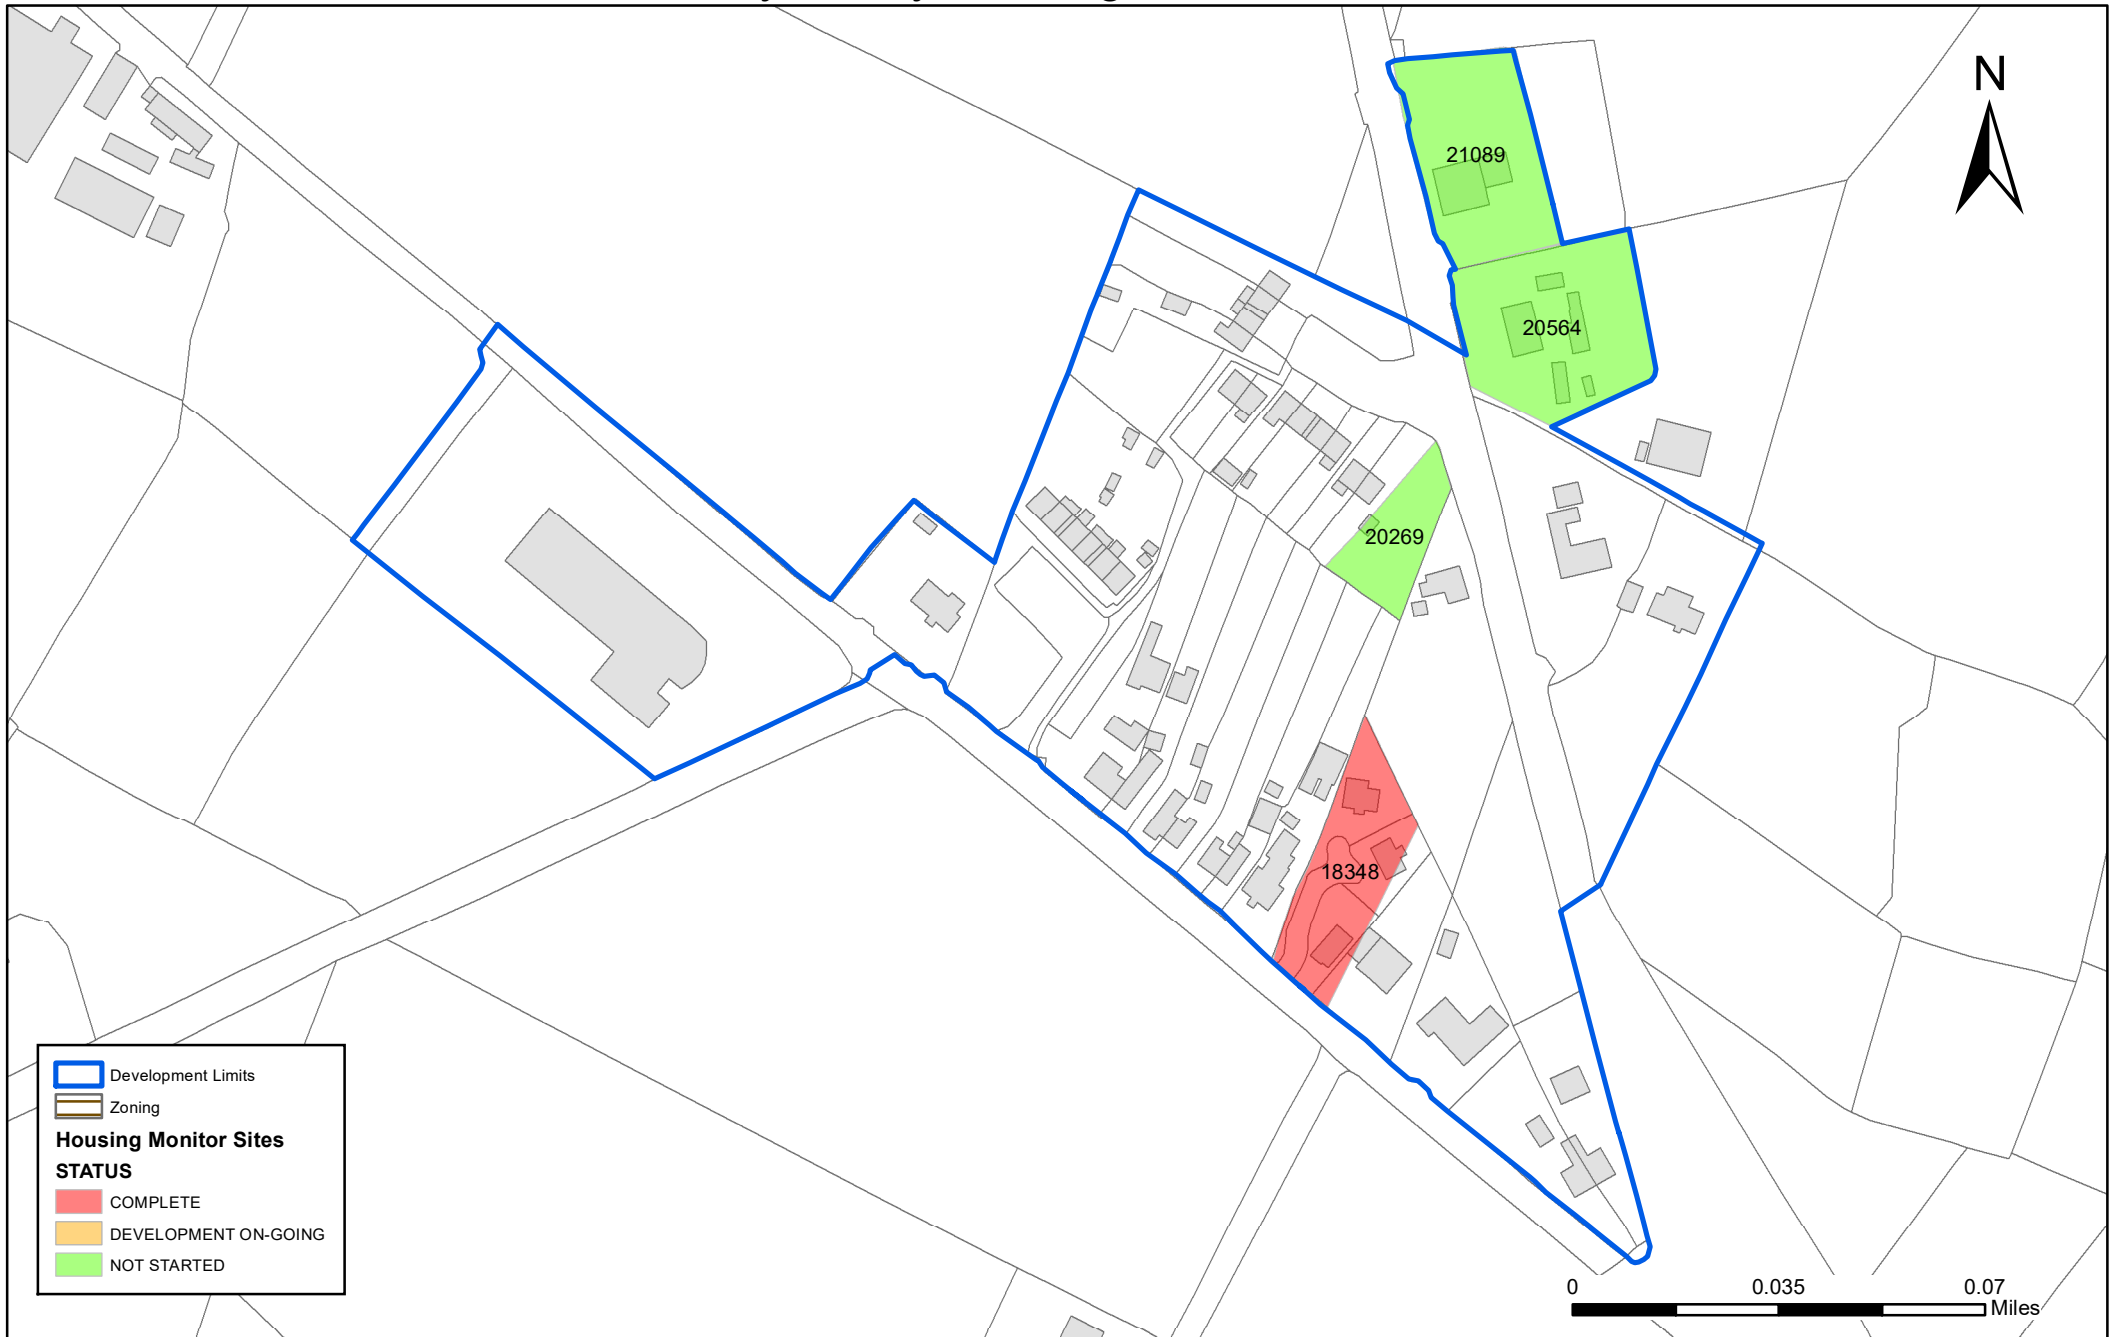 N
21089
20564
20269
18348
Development Limits
Zoning
Housing Monitor Sites
STATUS
COMPLETE
DEVELOPMENT ON-GOING
NOT STARTED
0 0.035 0.07
Miles